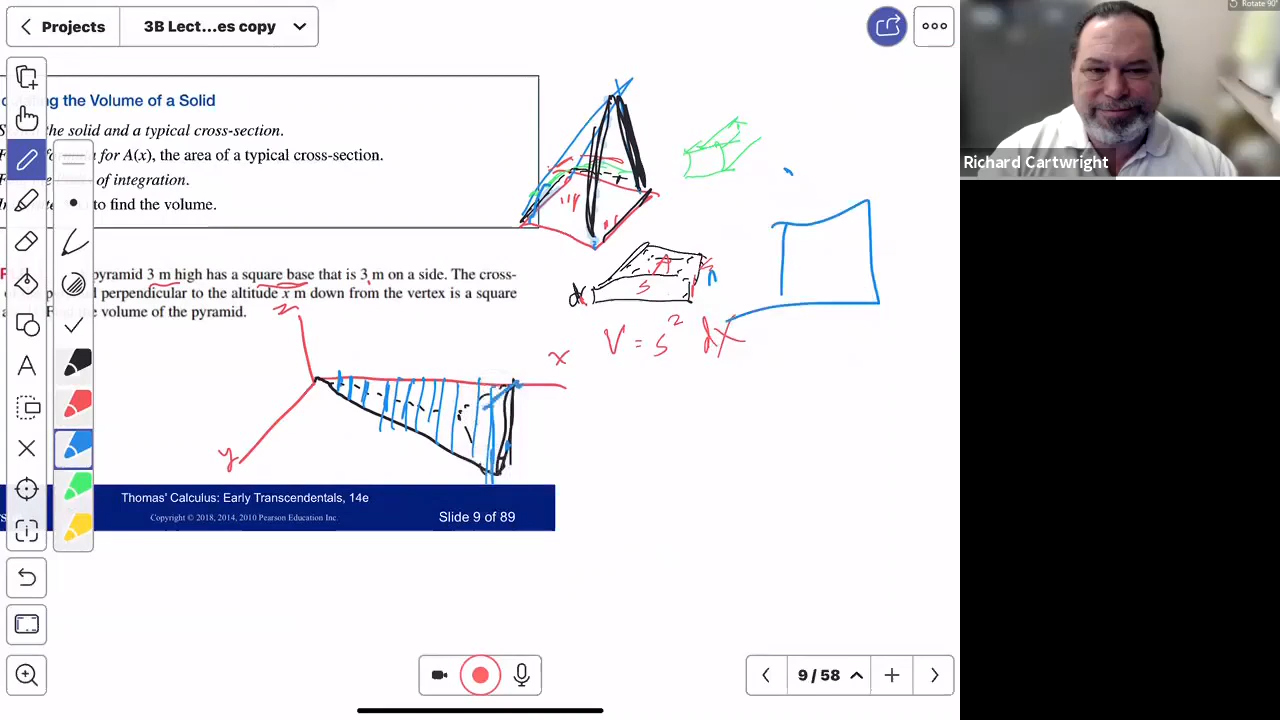 Projects
3B Lect...es copy
Rotate 90°
Richard Cartwright
ng the Volume of a Solid
the solid and a typical cross-section.
for A(x), the area of a typical cross-section.
of integration.
to find the volume.
pyramid 3 m high has a square base that is 3 m on a side. The cross-
perpendicular to the altitude x m down from the vertex is a square
volume of the pyramid.
A
S
dx
V = s² dx
z
x
y
Thomas' Calculus: Early Transcendentals, 14e
Copyright © 2018, 2014, 2010 Pearson Education Inc.
Slide 9 of 89
A
9 / 58